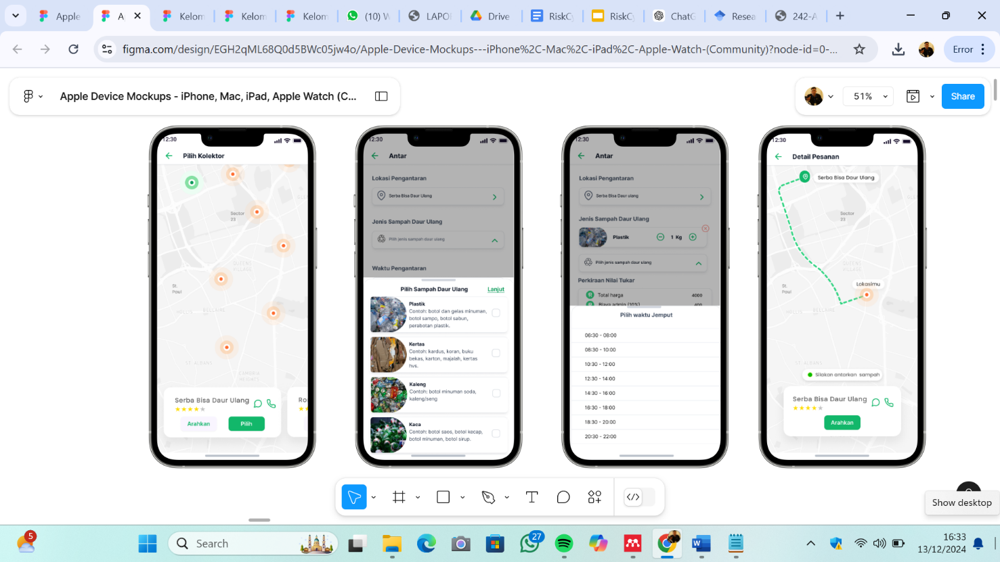 Apple
A
Kelom
Kelom
Kelom
(10) W
LAPO
Drive
RiskCy
RiskCy
ChatG
Resea
242-A
figma.com/design/EGH2qML68Q0d5BWc05jw4o/Apple-Device-Mockups---iPhone%2C-Mac%2C-iPad%2C-Apple-Watch-(Community)?node-id=0-...
Error
Apple Device Mockups - iPhone, Mac, iPad, Apple Watch (C...
51%
Share
12:30
Pilih Kolektor
Sector
23
QUEENS
VILLAGE
St.
Paul
HOLLIS
BELLAIRE
ST. ALBANS
CAMBRIA
HEIGHTS
Serba Bisa Daur Ulang
Arahkan
Pilih
Ro
12:30
Antar
Lokasi Pengantaran
Serba Bisa Daur Ulang
Jenis Sampah Daur Ulang
Pilih jenis sampah daur ulang
Waktu Pengantaran
Pilih Sampah Daur Ulang
Lanjut
Plastik
Contoh: botol dan gelas minuman,
botol sampo, botol sabun,
perabotan plastik.
Kertas
Contoh: kardus, koran, buku
bekas, karton, majalah, kertas
hvs.
Kaleng
Contoh: botol minuman soda,
kaleng/seng
Kaca
Contoh: botol saos, botol kecap,
botol minuman, botol sirup.
12:30
Antar
Lokasi Pengantaran
Serba Bisa Daur ulang
Jenis Sampah Daur Ulang
Plastik
1 Kg
Pilih jenis sampah daur ulang
Perkiraan Nilai Tukar
Total harga
4000
Biaya admin (10%)
400
Pilih waktu Jemput
06:30 - 08:00
08:30 - 10:00
10:30 - 12:00
12:30 - 14:00
14:30 - 16:00
16:30 - 18:00
18:30 - 20:00
20:30 - 22:00
12:30
Detail Pesanan
Serba Bisa Daur Ulang
Sector
23
QUEENS
VILLAGE
Lokasimu
St.
Paul
HOLLIS
BELLAIRE
ST. ALBANS
Silakan antarkan sampah
Serba Bisa Daur Ulang
Arahkan
Show desktop
5
Search
27
16:33
13/12/2024